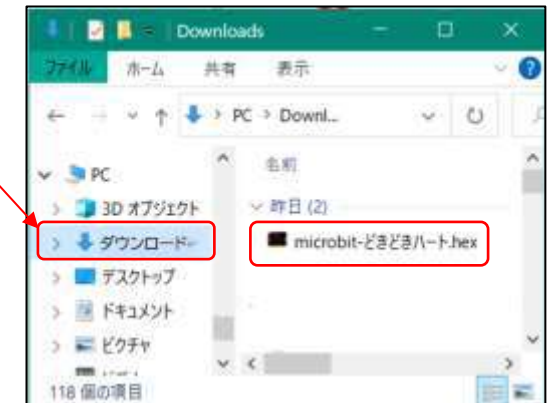 Downloads
ファイル ホーム 共有 表示
PC > Downl...
名前
PC
昨日 (2)
3D オブジェクト
ダウンロード
microbit-どきどきハート.hex
デスクトップ
ドキュメント
ピクチャ
118 個の項目